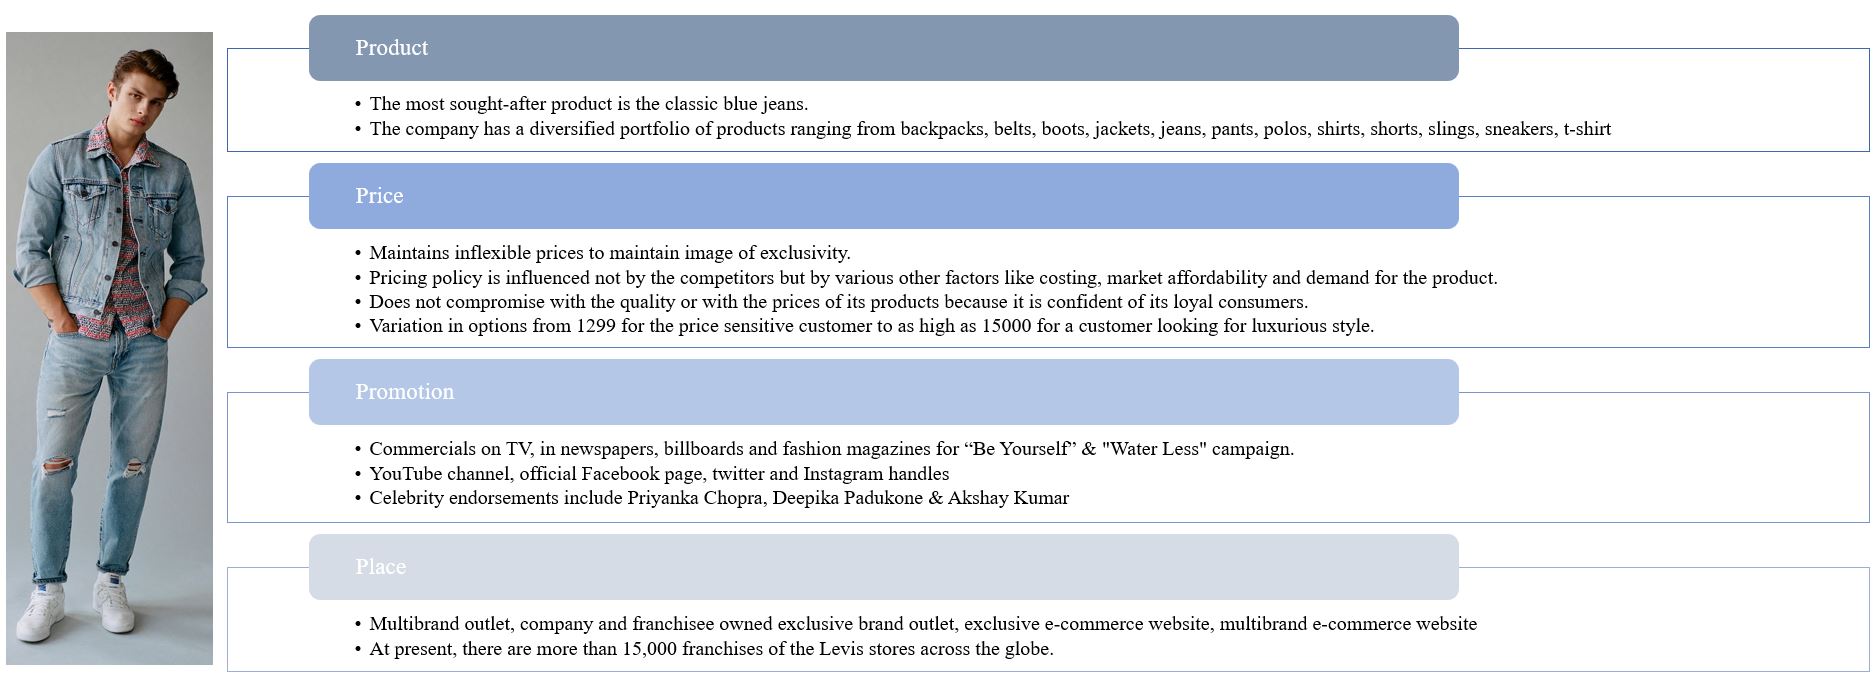 Product
• The most sought-after product is the classic blue jeans.
• The company has a diversified portfolio of products ranging from backpacks, belts, boots, jackets, jeans, pants, polos, shirts, shorts, slings, sneakers, t-shirt
Price
• Maintains inflexible prices to maintain image of exclusivity.
• Pricing policy is influenced not by the competitors but by various other factors like costing, market affordability and demand for the product.
• Does not compromise with the quality or with the prices of its products because it is confident of its loyal consumers.
• Variation in options from 1299 for the price sensitive customer to as high as 15000 for a customer looking for luxurious style.
Promotion
• Commercials on TV, in newspapers, billboards and fashion magazines for “Be Yourself” & "Water Less" campaign.
• YouTube channel, official Facebook page, twitter and Instagram handles
• Celebrity endorsements include Priyanka Chopra, Deepika Padukone & Akshay Kumar
Place
• Multibrand outlet, company and franchisee owned exclusive brand outlet, exclusive e-commerce website, multibrand e-commerce website
• At present, there are more than 15,000 franchises of the Levis stores across the globe.